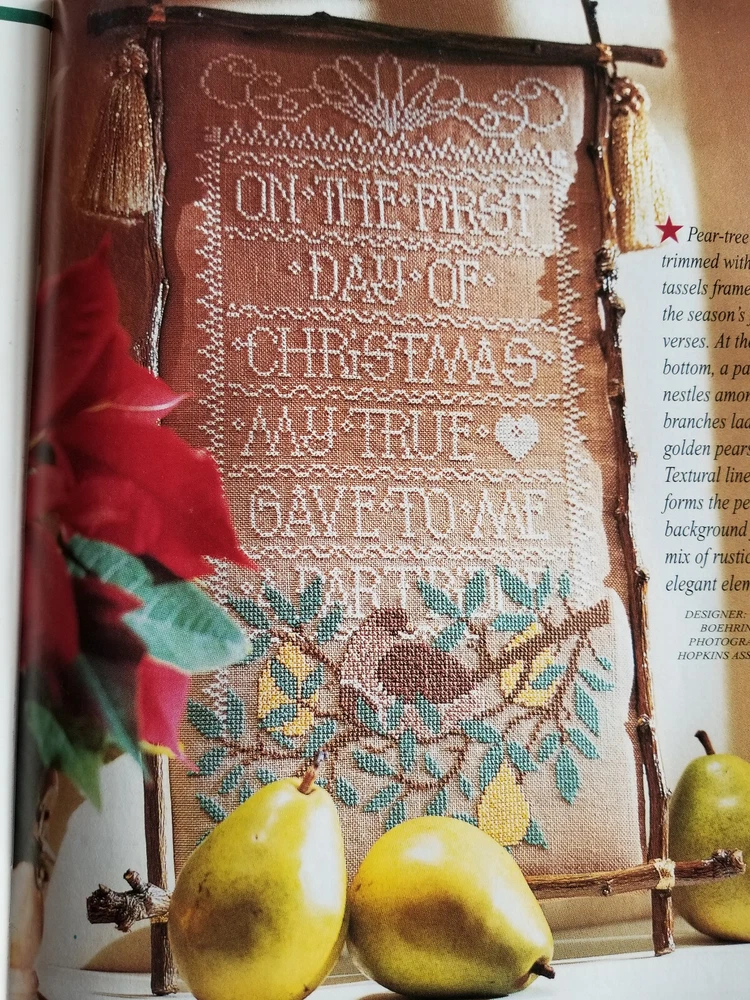 ON·THE·FIRST
·DAY·OF·
·CHRISTMAS·
·MY·TRUE·♥
GAVE·TO·ME
A PARTRIDGE
★ Pear-tree
trimmed with
tassels frame
the season's
verses. At the
bottom, a pa
nestles amon
branches lad
golden pears
Textural line
forms the pe
background
mix of rustic
elegant elem
DESIGNER:
BOEHRIN
PHOTOGRA
HOPKINS ASS